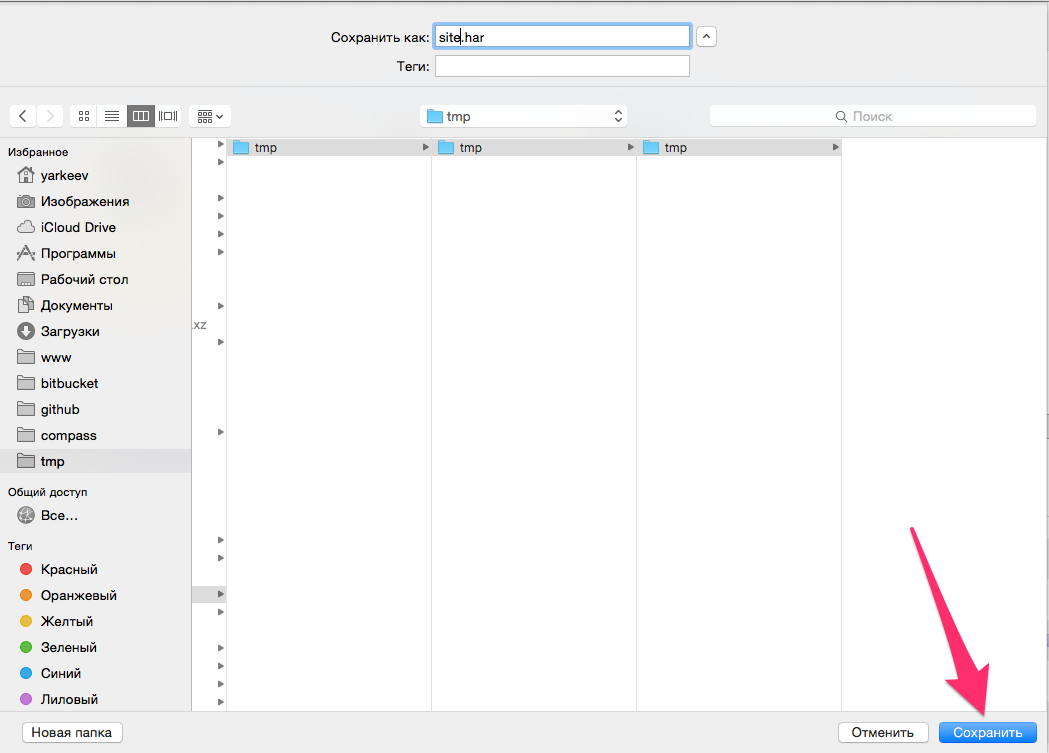 Сохранить как: site.har
Теги:
tmp
Поиск
Избранное
yarkeev
Изображения
iCloud Drive
Программы
Рабочий стол
Документы
Загрузки
www
bitbucket
github
compass
tmp
Общий доступ
Все...
Теги
Красный
Оранжевый
Желтый
Зеленый
Синий
Лиловый
.xz
tmp tmp tmp
Новая папка Отменить Сохранить